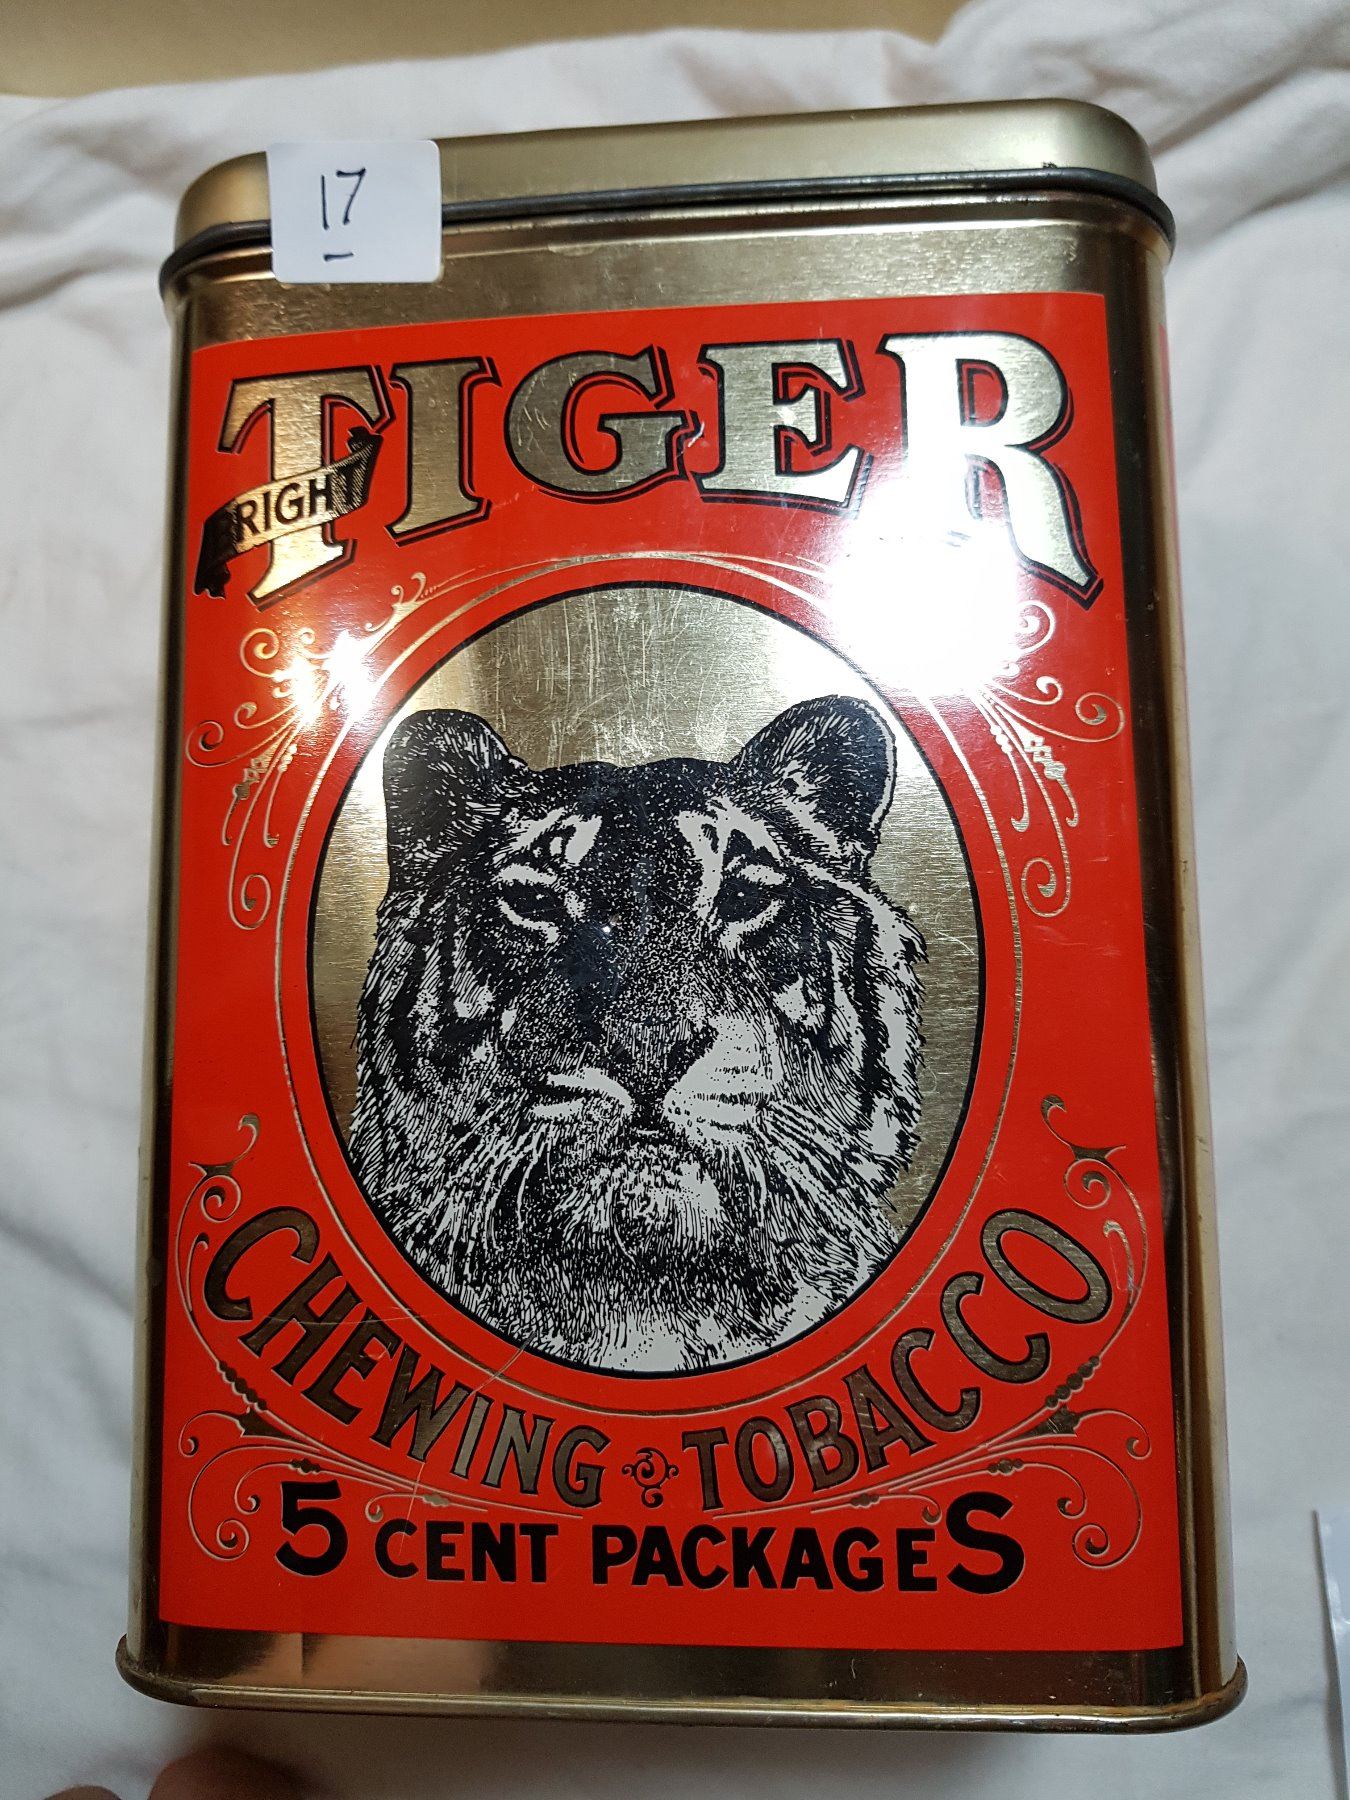 17
TIGER
BRIGHT
CHEWING TOBACCO
5 CENT PACKAGES